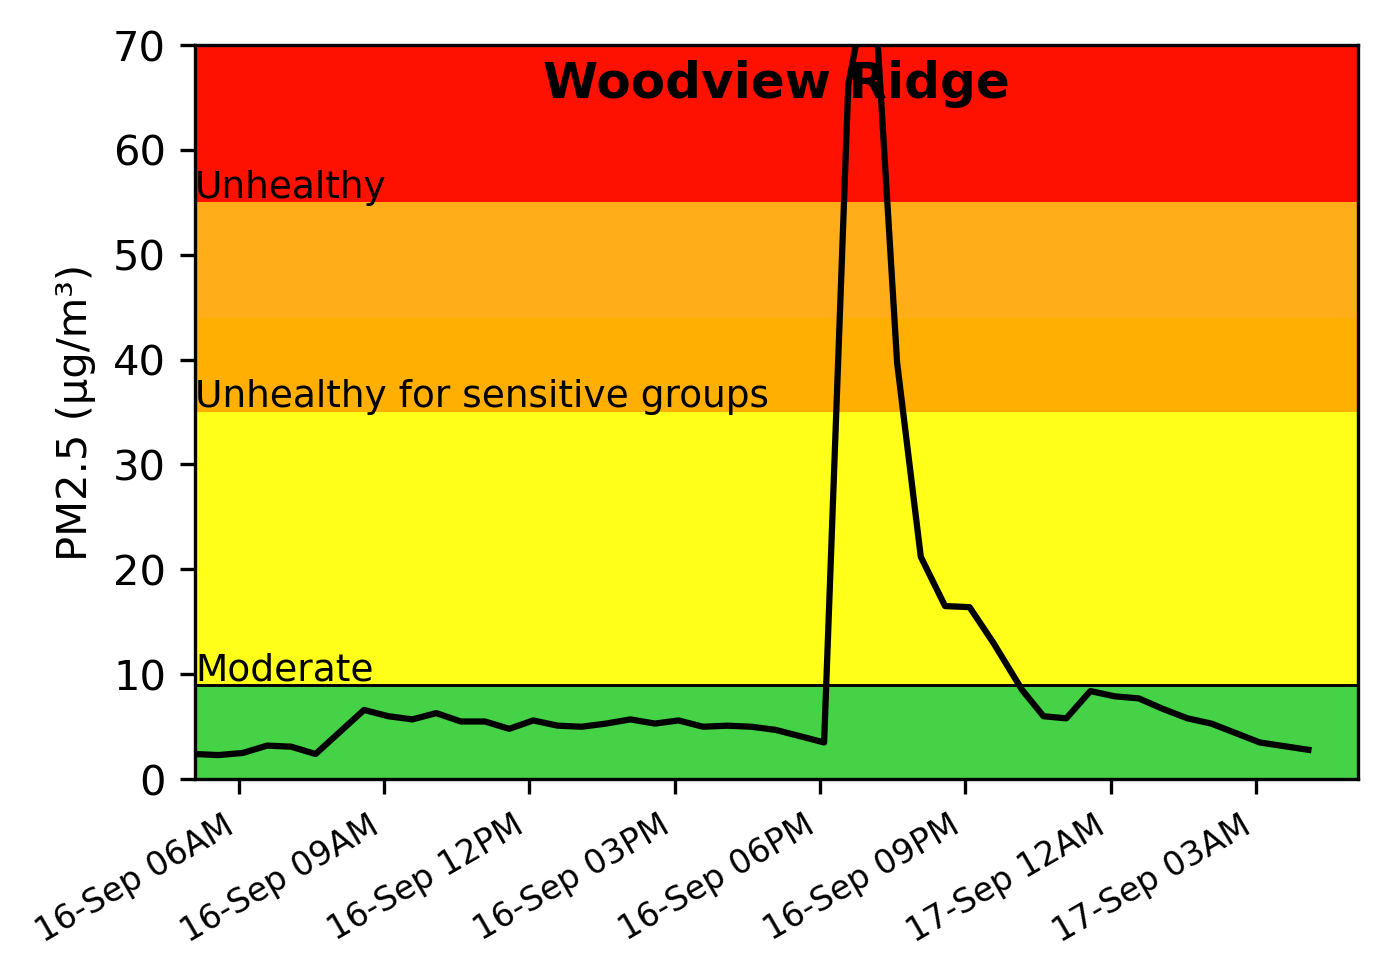 Woodview Ridge
PM2.5 (µg/m³)
70
60
50
40
30
20
10
0
Unhealthy
Unhealthy for sensitive groups
Moderate
16-Sep 06AM
16-Sep 09AM
16-Sep 12PM
16-Sep 03PM
16-Sep 06PM
16-Sep 09PM
17-Sep 12AM
17-Sep 03AM